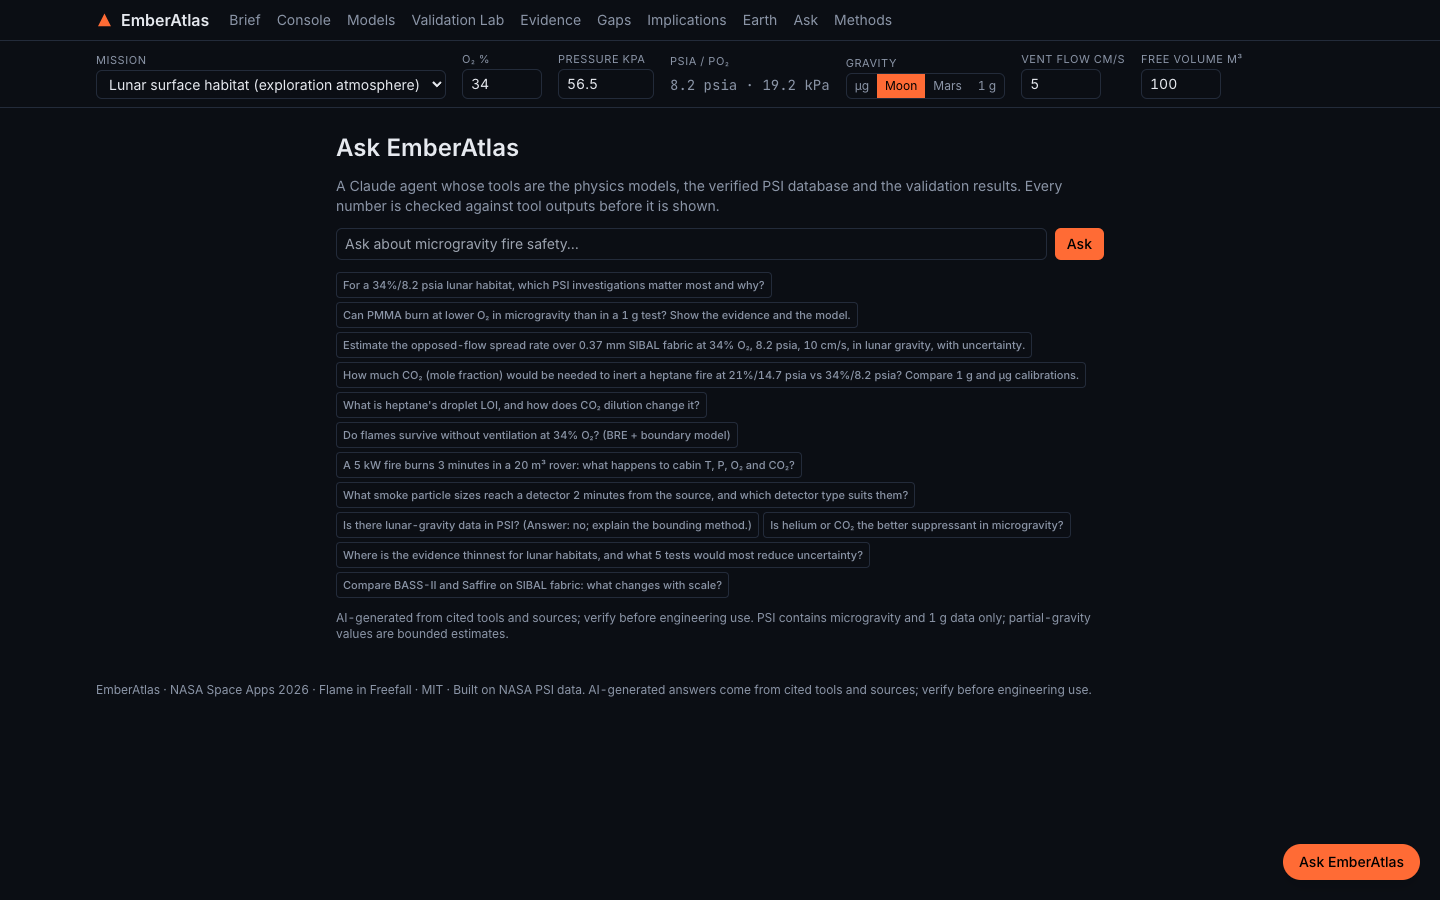 EmberAtlas Brief Console Models Validation Lab Evidence Gaps Implications Earth Ask Methods
MISSION O₂ % PRESSURE KPA PSIA / PO₂ GRAVITY VENT FLOW CM/S FREE VOLUME M³
Lunar surface habitat (exploration atmosphere) 34 56.5 8.2 psia · 19.2 kPa µg Moon Mars 1 g 5 100
Ask EmberAtlas
A Claude agent whose tools are the physics models, the verified PSI database and the validation results. Every
number is checked against tool outputs before it is shown.
Ask about microgravity fire safety... Ask
For a 34%/8.2 psia lunar habitat, which PSI investigations matter most and why?
Can PMMA burn at lower O₂ in microgravity than in a 1 g test? Show the evidence and the model.
Estimate the opposed-flow spread rate over 0.37 mm SIBAL fabric at 34% O₂, 8.2 psia, 10 cm/s, in lunar gravity, with uncertainty.
How much CO₂ (mole fraction) would be needed to inert a heptane fire at 21%/14.7 psia vs 34%/8.2 psia? Compare 1 g and µg calibrations.
What is heptane's droplet LOI, and how does CO₂ dilution change it?
Do flames survive without ventilation at 34% O₂? (BRE + boundary model)
A 5 kW fire burns 3 minutes in a 20 m³ rover: what happens to cabin T, P, O₂ and CO₂?
What smoke particle sizes reach a detector 2 minutes from the source, and which detector type suits them?
Is there lunar-gravity data in PSI? (Answer: no; explain the bounding method.) Is helium or CO₂ the better suppressant in microgravity?
Where is the evidence thinnest for lunar habitats, and what 5 tests would most reduce uncertainty?
Compare BASS-II and Saffire on SIBAL fabric: what changes with scale?
AI-generated from cited tools and sources; verify before engineering use. PSI contains microgravity and 1 g data only; partial-gravity
values are bounded estimates.
EmberAtlas · NASA Space Apps 2026 · Flame in Freefall · MIT · Built on NASA PSI data. AI-generated answers come from cited tools and sources; verify before engineering use.
Ask EmberAtlas